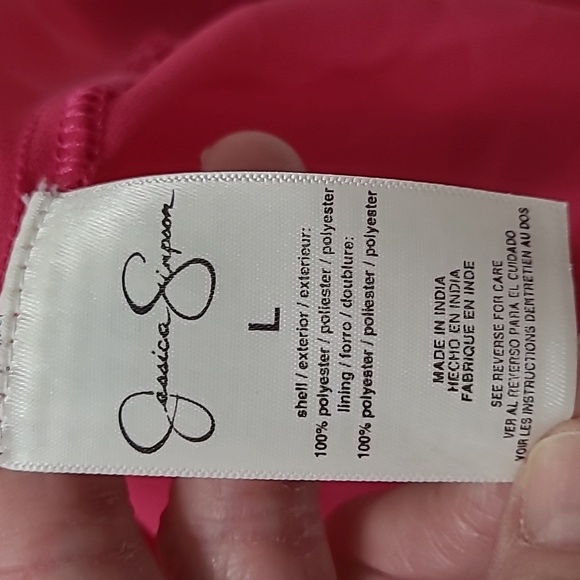 Jessica Simpson
L
shell / exterior / exterieur:
100% polyester / poliester / polyester
lining / forro / doublure:
100% polyester / poliester / polyester
MADE IN INDIA
HECHO EN INDIA
FABRIQUE EN INDE
SEE REVERSE FOR CARE
VER AL REVERSO PARA EL CUIDADO
VOIR LES INSTRUCTIONS DENTRETIEN AU DOS